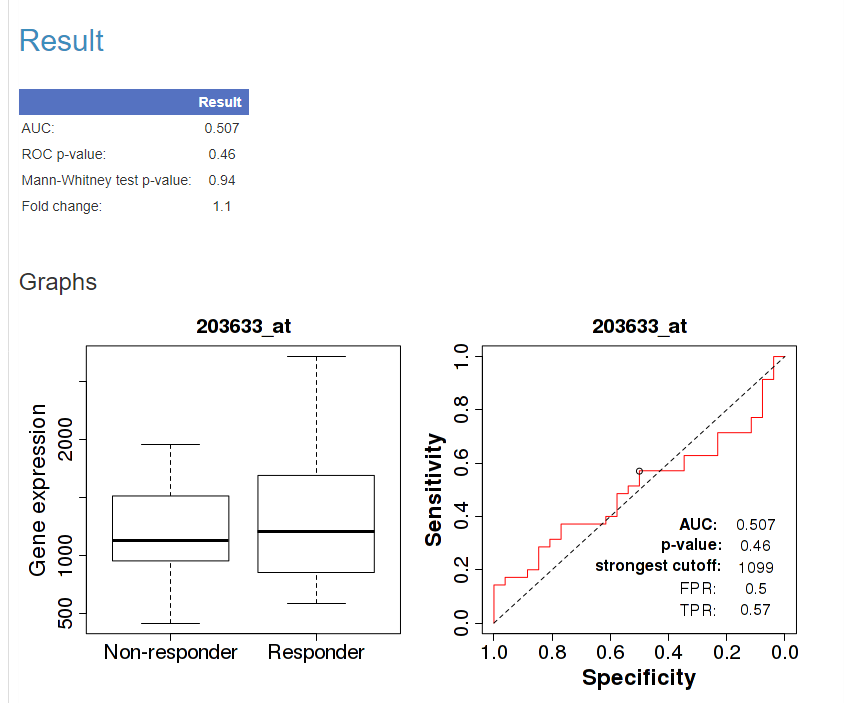 Result
Result
AUC: 0.507
ROC p-value: 0.46
Mann-Whitney test p-value: 0.94
Fold change: 1.1
Graphs
203633_at
Gene expression
2000
1000
500
Non-responder Responder
203633_at
Sensitivity
1.0
0.8
0.6
0.4
0.2
0.0
AUC: 0.507
p-value: 0.46
strongest cutoff: 1099
FPR: 0.5
TPR: 0.57
1.0 0.8 0.6 0.4 0.2 0.0
Specificity